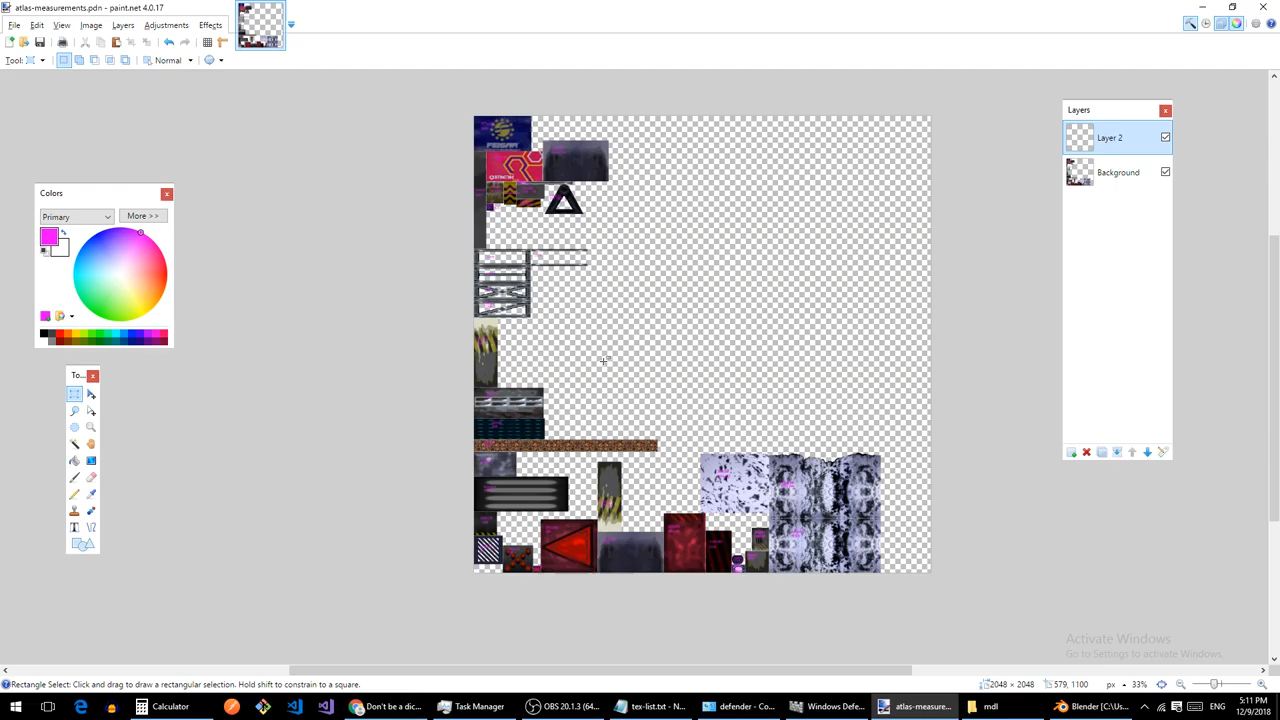 atlas-measurements.pdn - paint.net 4.0.17
File Edit View Image Layers Adjustments Effects
Tool: Normal
Layers
Layer 2
Background
Colors
Primary More >>
To...
Activate Windows
Go to Settings to activate Windows.
Rectangle Select: Click and drag to draw a rectangular selection. Hold shift to constrain to a square.
2048 × 2048 579, 1100 px 33%
Calculator
Don't be a dic...
Task Manager
OBS 20.1.3 (64...
tex-list.txt - N...
defender - Co...
Windows Defe...
atlas-measure...
mdl
Blender [C:\Us...
5:11 PM
12/9/2018